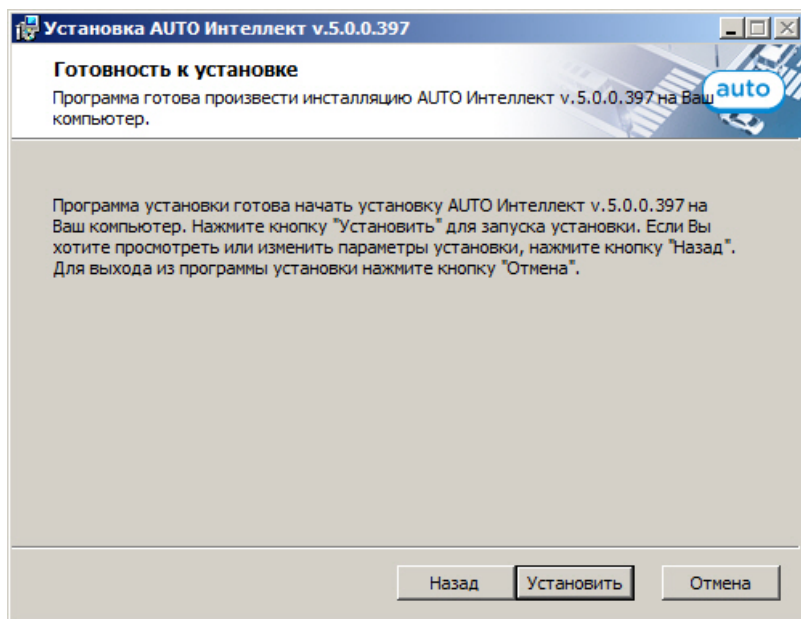 Установка AUTO Интеллект v.5.0.0.397
Готовность к установке
Программа готова произвести инсталляцию AUTO Интеллект v.5.0.0.397 на Ваш
компьютер.
auto
Программа установки готова начать установку AUTO Интеллект v.5.0.0.397 на
Ваш компьютер. Нажмите кнопку "Установить" для запуска установки. Если Вы
хотите просмотреть или изменить параметры установки, нажмите кнопку "Назад".
Для выхода из программы установки нажмите кнопку "Отмена".
Назад
Установить
Отмена